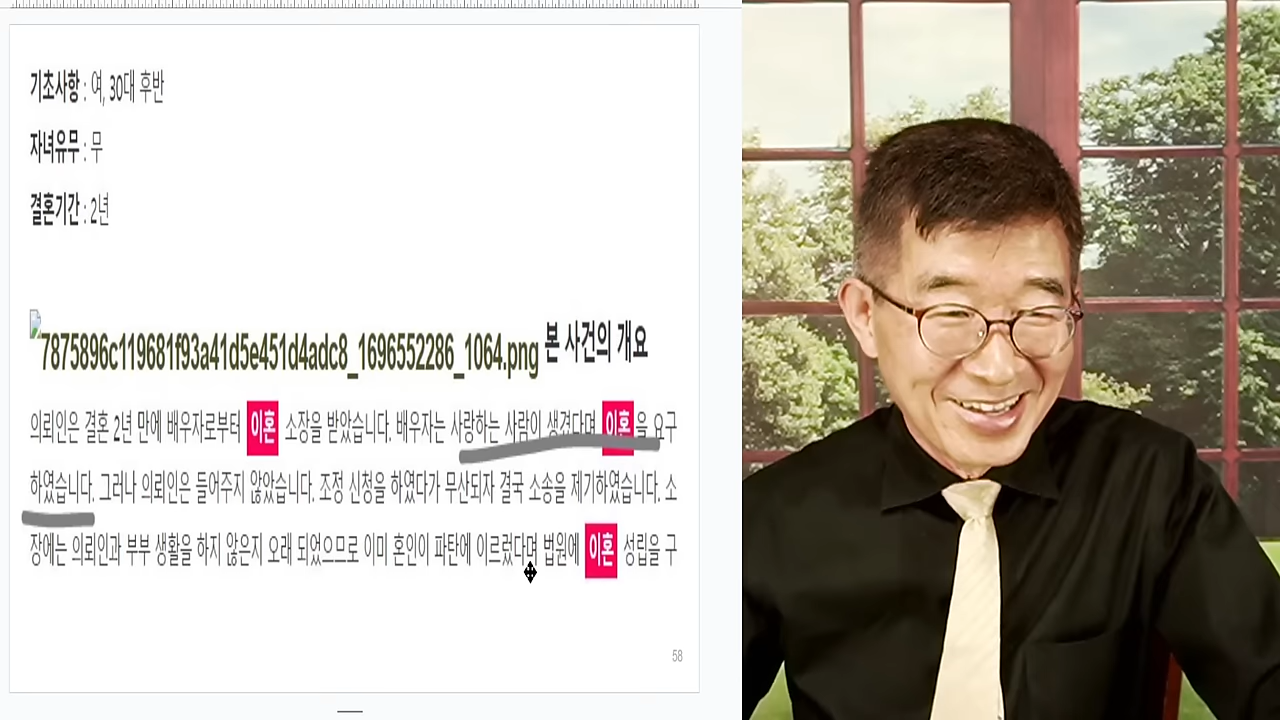 기초사항 : 여, 30대 후반
자녀유무 : 무
결혼기간 : 2년
7875896c119681f93a41d5e451d4adc8_1696552286_1064.png 본 사건의 개요
의뢰인은 결혼 2년 만에 배우자로부터 이혼 소장을 받았습니다. 배우자는 사랑하는 사람이 생겼다며 이혼을 요구
하였습니다. 그러나 의뢰인은 들어주지 않았습니다. 조정 신청을 하였다가 무산되자 결국 소송을 제기하였습니다. 소
장에는 의뢰인과 부부 생활을 하지 않은지 오래 되었으므로 이미 혼인이 파탄에 이르렀다며 법원에 이혼 성립을 구
58